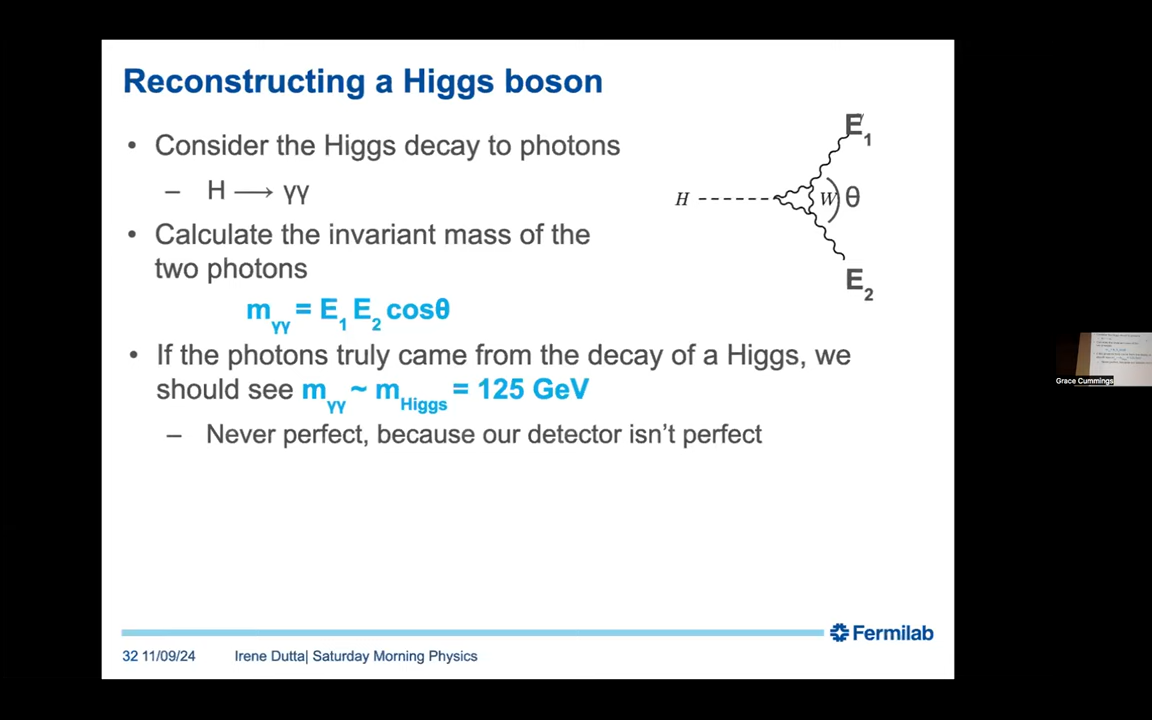 Reconstructing a Higgs boson
• Consider the Higgs decay to photons
– H ⟶ γγ
• Calculate the invariant mass of the
two photons
m_γγ = E_1 E_2 cosθ
• If the photons truly came from the decay of a Higgs, we
should see m_γγ ~ m_Higgs = 125 GeV
– Never perfect, because our detector isn't perfect
E_1
H
W
θ
E_2
Fermilab
32 11/09/24 Irene Dutta| Saturday Morning Physics
Grace Cummings